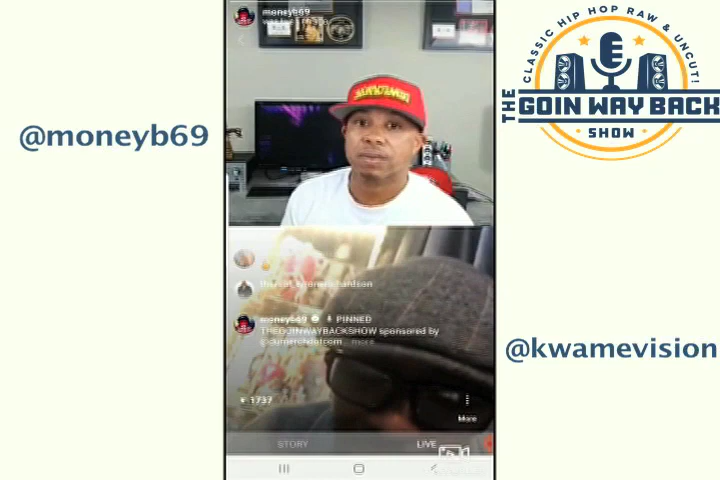 moneyb69
@moneyb69
CLASSIC HIP HOP RAW & UNCUT!
THE
GOIN WAY BACK
SHOW
moneyb69 PINNED
THEGOINWAYBACKSHOW sponsored by
more
@kwamevision
1737
More
STORY
LIVE